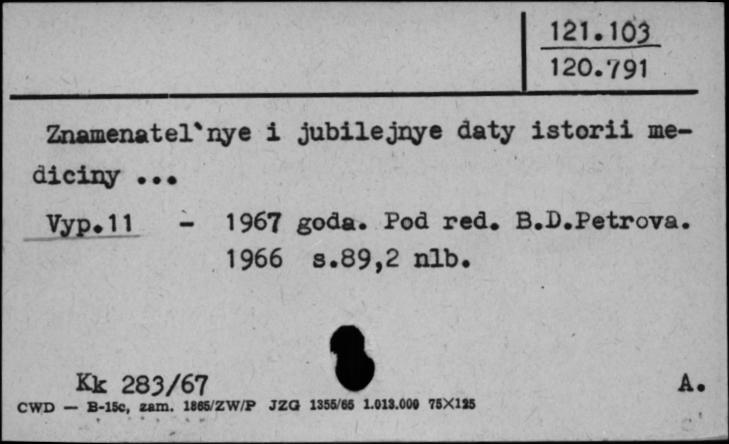 121.103
120.791
Znamenatel`nye i jubilejnye daty istorii me-
diciny ...
Vyp.11 - 1967 goda. Pod red. B.D.Petrova.
1966 s.89,2 nlb.
Kk 283/67 A.
CWD — B-15c, zam. 1865/ZW/P JZG 1355/65 1.013.000 75X125